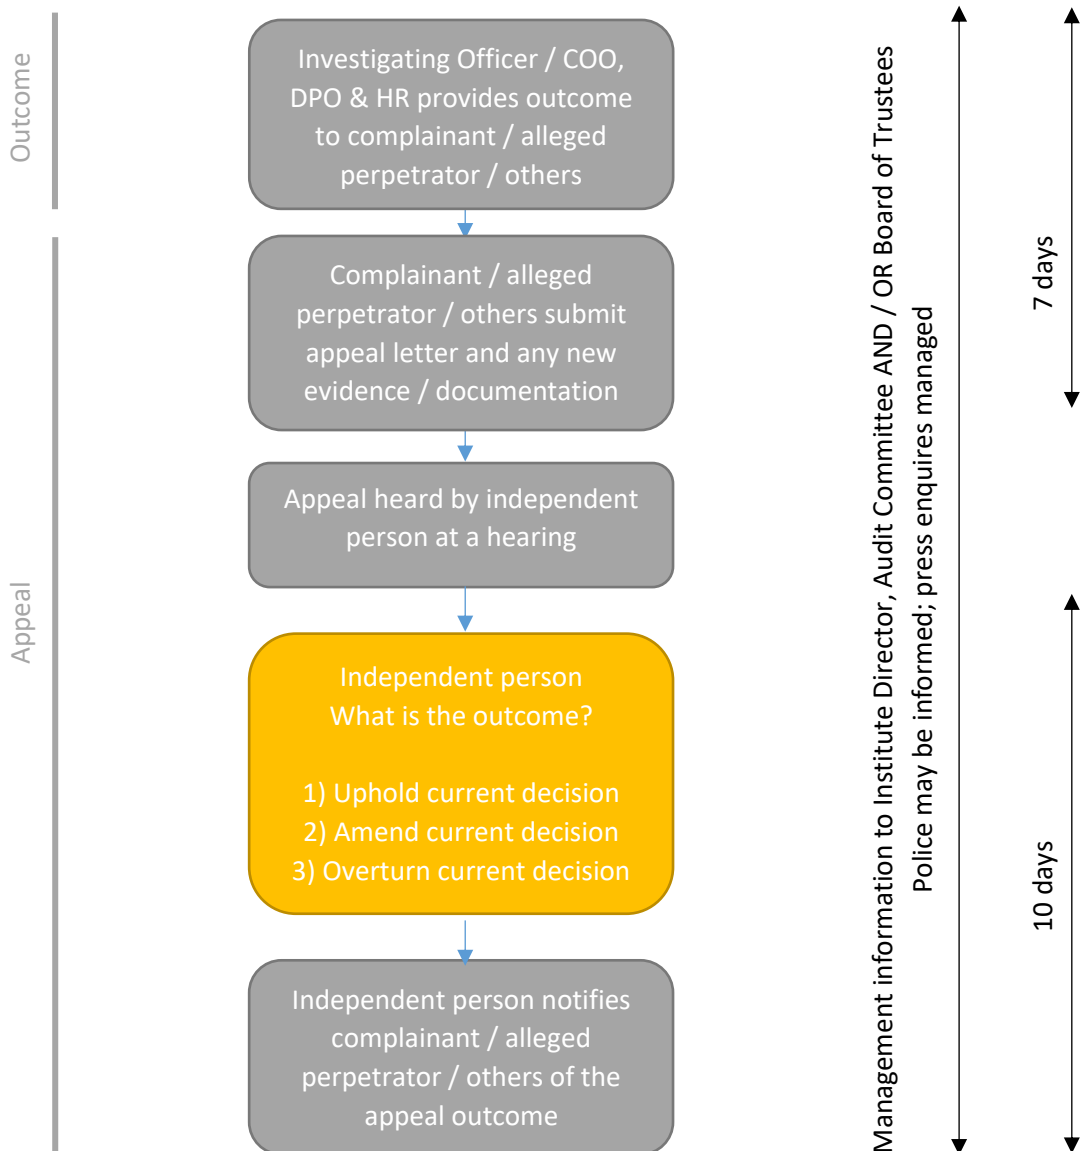 Outcome
Investigating Officer / COO,
DPO & HR provides outcome
to complainant / alleged
perpetrator / others
Appeal
Complainant / alleged
perpetrator / others submit
appeal letter and any new
evidence / documentation
Appeal heard by independent
person at a hearing
Independent person
What is the outcome?
1) Uphold current decision
2) Amend current decision
3) Overturn current decision
Independent person notifies
complainant / alleged
perpetrator / others of the
appeal outcome
Management information to Institute Director, Audit Committee AND / OR Board of Trustees
Police may be informed; press enquires managed
7 days
10 days